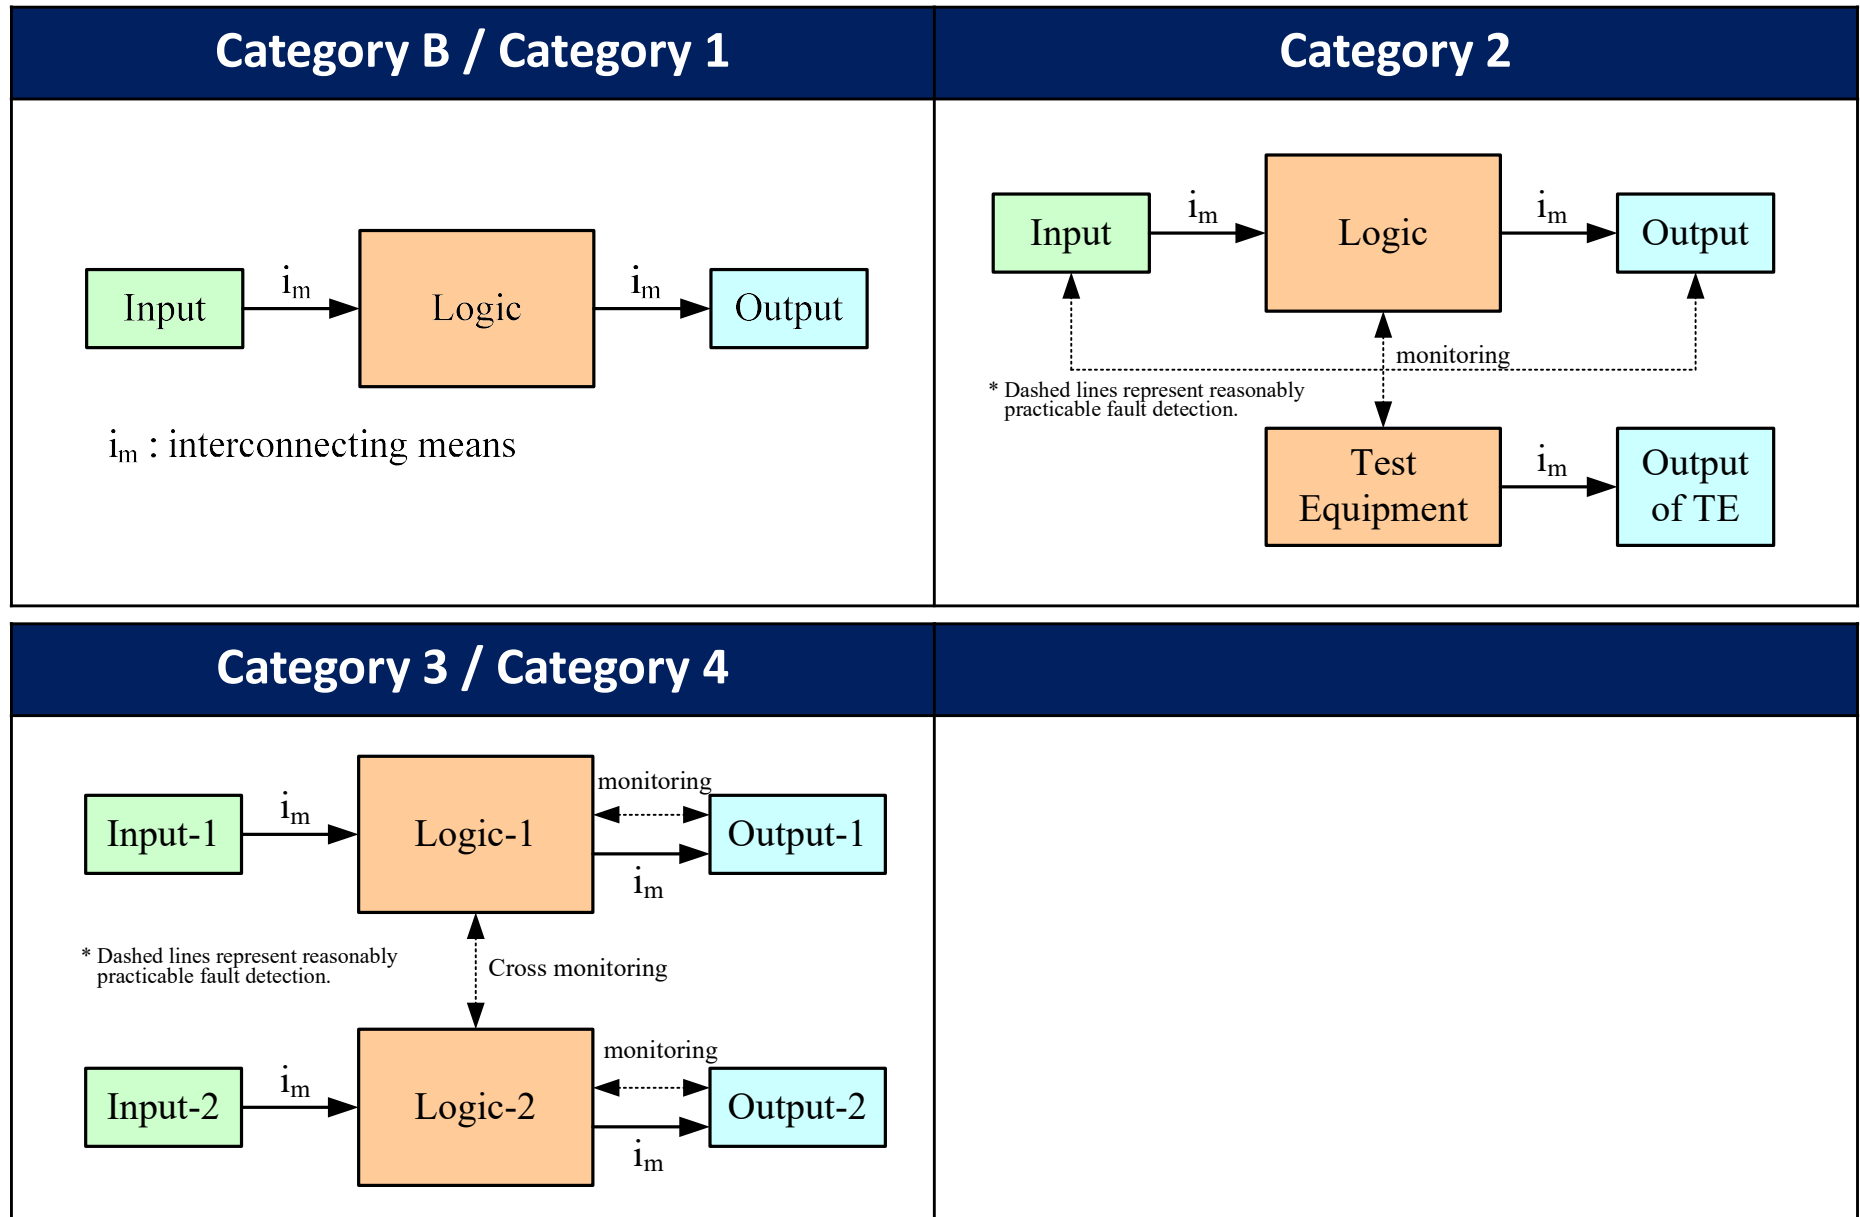 Category B / Category 1
Input
im
Logic
im
Output
im : interconnecting means
Category 2
Input
im
Logic
im
Output
monitoring
* Dashed lines represent reasonably
practicable fault detection.
Test
Equipment
im
Output
of TE
Category 3 / Category 4
Input-1
im
Logic-1
monitoring
im
Output-1
* Dashed lines represent reasonably
practicable fault detection.
Cross monitoring
Input-2
im
Logic-2
monitoring
im
Output-2